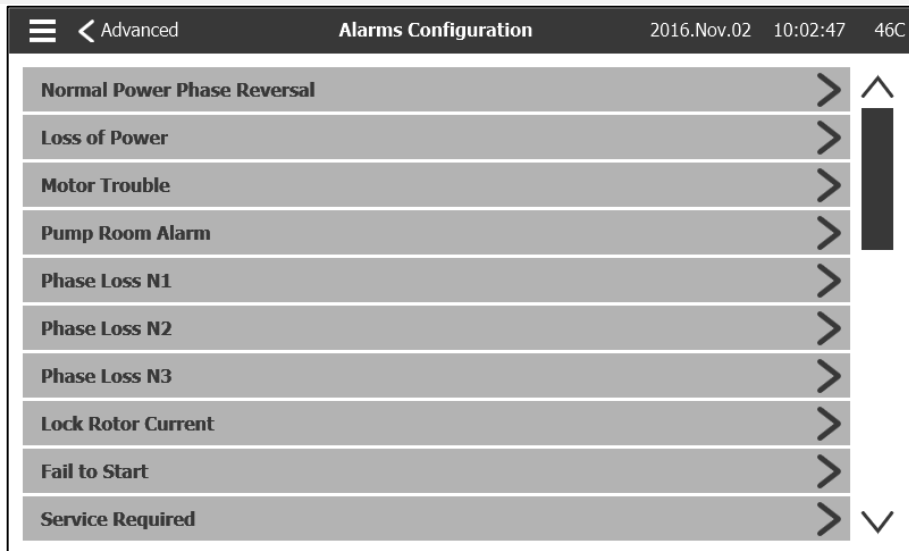 Advanced Alarms Configuration 2016.Nov.02 10:02:47 46C
Normal Power Phase Reversal
Loss of Power
Motor Trouble
Pump Room Alarm
Phase Loss N1
Phase Loss N2
Phase Loss N3
Lock Rotor Current
Fail to Start
Service Required